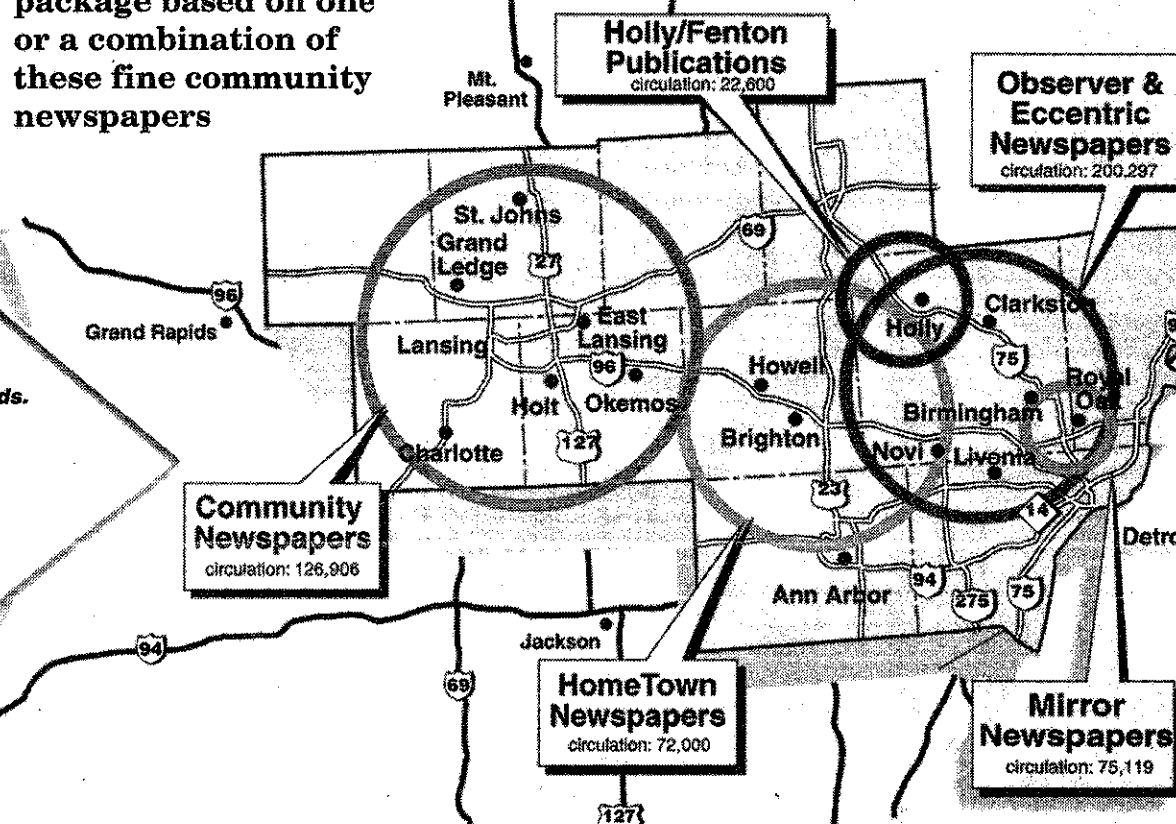 package based on one
or a combination of
these fine community
newspapers
Holly/Fenton
Publications
circulation: 22,600
Observer &
Eccentric
Newspapers
circulation: 200,297
Mt.
Pleasant
St. Johns
Grand
Ledge
27
69
96
Grand Rapids
Lansing
East
Lansing
96
Holt
Okemos
127
Charlotte
Howell
Brighton
Holly
Clarkston
75
Royal
Oak
Birmingham
Novi
Livonia
23
14
ds.
Community
Newspapers
circulation: 126,906
Detro
Ann Arbor
94
275
75
94
Jackson
69
HomeTown
Newspapers
circulation: 72,000
Mirror
Newspapers
circulation: 75,119
127